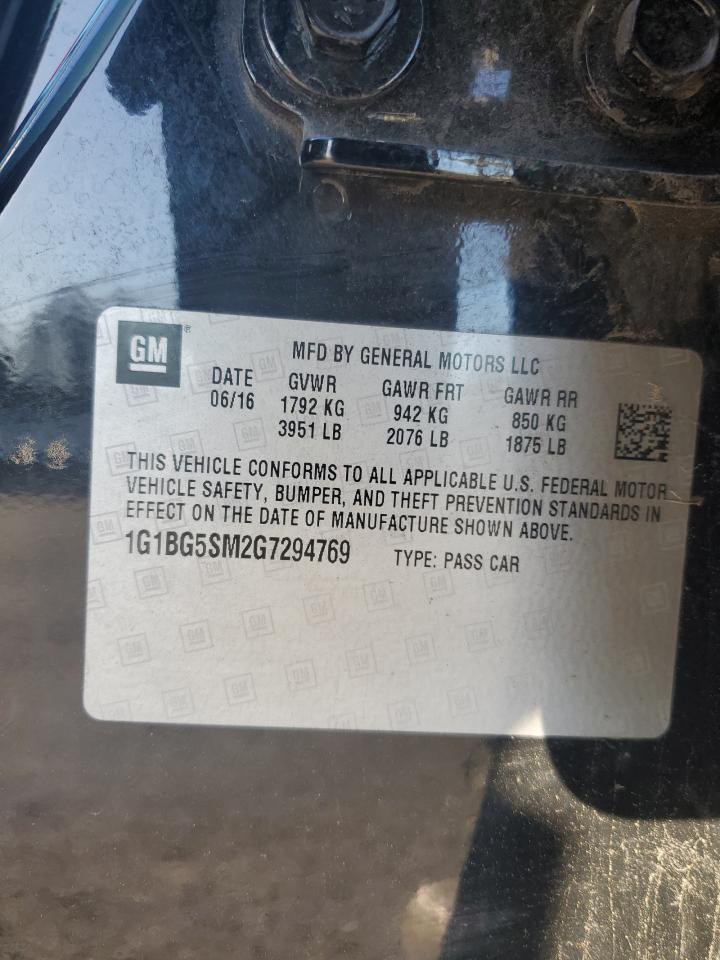 GM ®
MFD BY GENERAL MOTORS LLC
DATE GVWR GAWR FRT GAWR RR
06/16 1792 KG 942 KG 850 KG
3951 LB 2076 LB 1875 LB
THIS VEHICLE CONFORMS TO ALL APPLICABLE U.S. FEDERAL MOTOR
VEHICLE SAFETY, BUMPER, AND THEFT PREVENTION STANDARDS IN
EFFECT ON THE DATE OF MANUFACTURE SHOWN ABOVE.
1G1BG5SM2G7294769 TYPE: PASS CAR